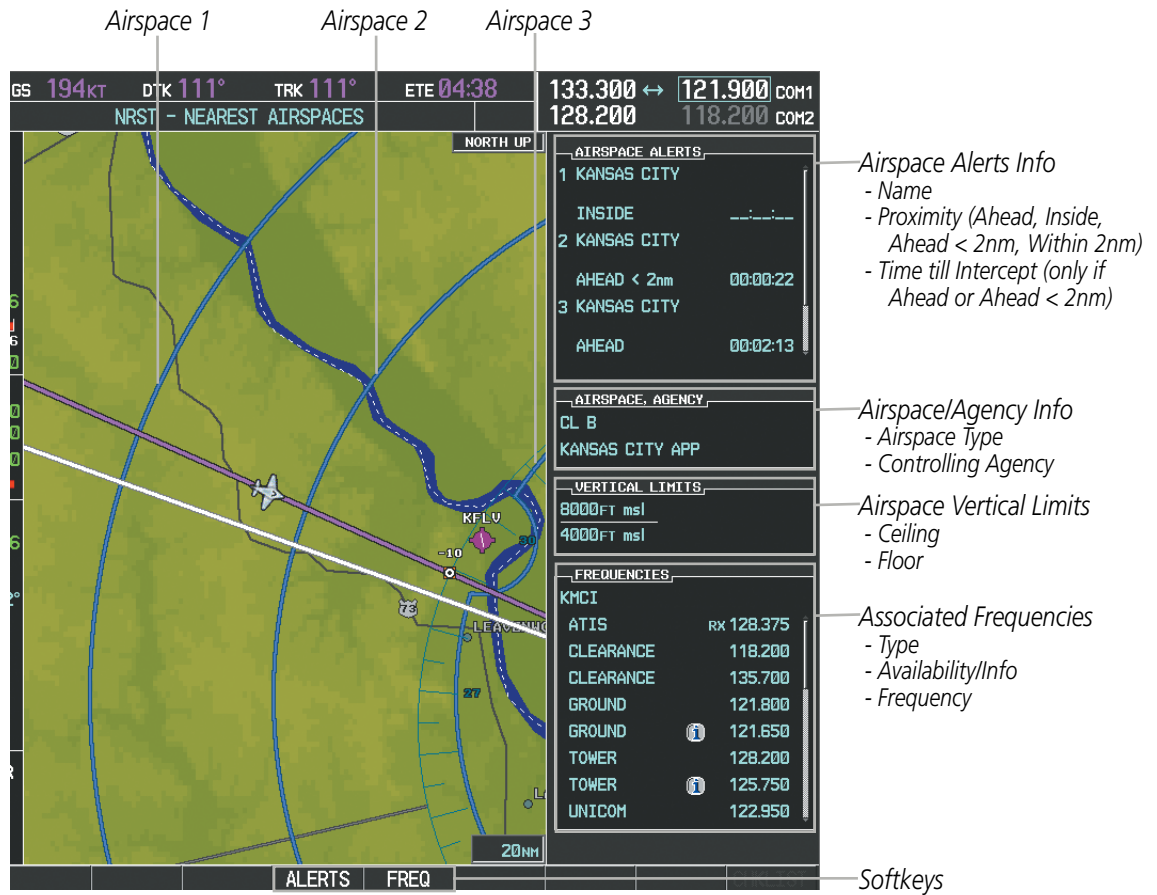 Airspace 1 Airspace 2 Airspace 3
GS 194KT DTK 111° TRK 111° ETE 04:38
133.300 ↔ 121.900 COM1
NRST - NEAREST AIRSPACES
128.200 118.200 COM2
NORTH UP
AIRSPACE ALERTS
1 KANSAS CITY
INSIDE __:__:__
2 KANSAS CITY
AHEAD < 2nm 00:00:22
3 KANSAS CITY
AHEAD 00:02:13
Airspace Alerts Info
- Name
- Proximity (Ahead, Inside,
Ahead < 2nm, Within 2nm)
- Time till Intercept (only if
Ahead or Ahead < 2nm)
AIRSPACE, AGENCY
CL B
KANSAS CITY APP
Airspace/Agency Info
- Airspace Type
- Controlling Agency
VERTICAL LIMITS
8000FT msl
4000FT msl
Airspace Vertical Limits
- Ceiling
- Floor
KFLV
30
-10
73
27
20NM
FREQUENCIES
KMCI
ATIS RX 128.375
CLEARANCE 118.200
CLEARANCE 135.700
GROUND 121.800
GROUND i 121.650
TOWER 128.200
TOWER i 125.750
UNICOM 122.950
Associated Frequencies
- Type
- Availability/Info
- Frequency
ALERTS FREQ CHKLIST
Softkeys